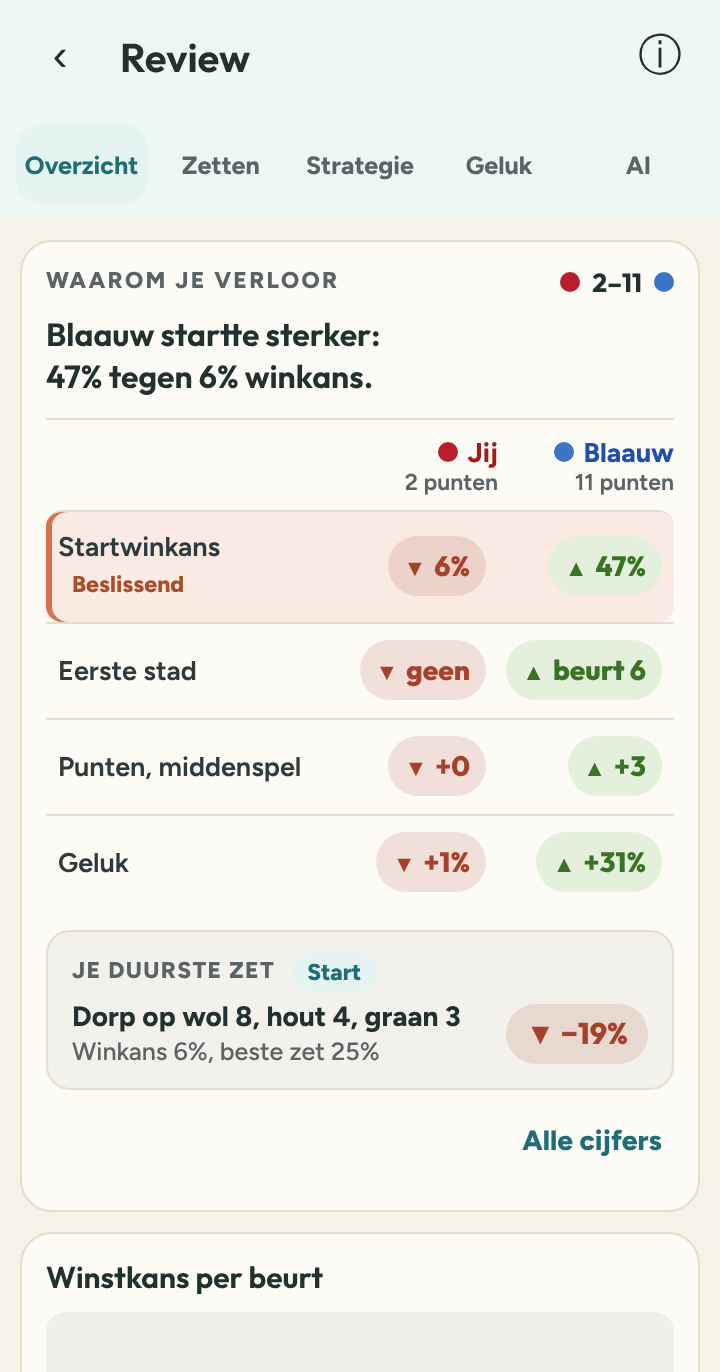 ‹ Review ⓘ
Overzicht Zetten Strategie Geluk AI
WAAROM JE VERLOOR 2–11
Blaauw startte sterker:
47% tegen 6% winkans.
Jij Blaauw
2 punten 11 punten
Startwinkans ▼ 6% ▲ 47%
Beslissend
Eerste stad ▼ geen ▲ beurt 6
Punten, middenspel ▼ +0 ▲ +3
Geluk ▼ +1% ▲ +31%
JE DUURSTE ZET Start
Dorp op wol 8, hout 4, graan 3 ▼ −19%
Winkans 6%, beste zet 25%
Alle cijfers
Winstkans per beurt